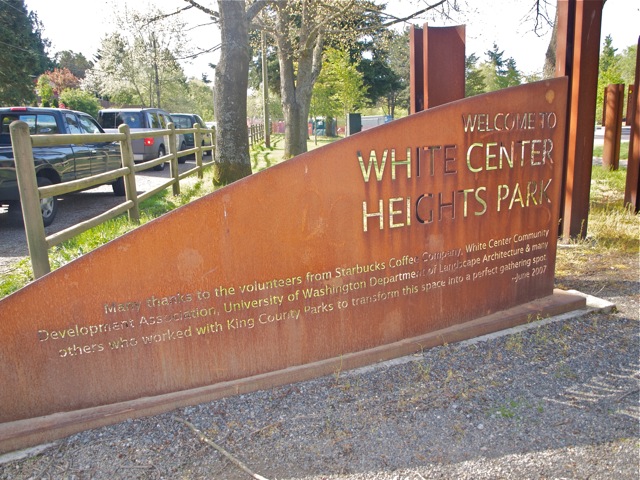 WELCOME TO
WHITE CENTER
HEIGHTS PARK
Many thanks to the volunteers from Starbucks Coffee Company, White Center Community
Development Association, University of Washington Department of Landscape Architecture & many
others who worked with King County Parks to transform this space into a perfect gathering spot
–June 2007